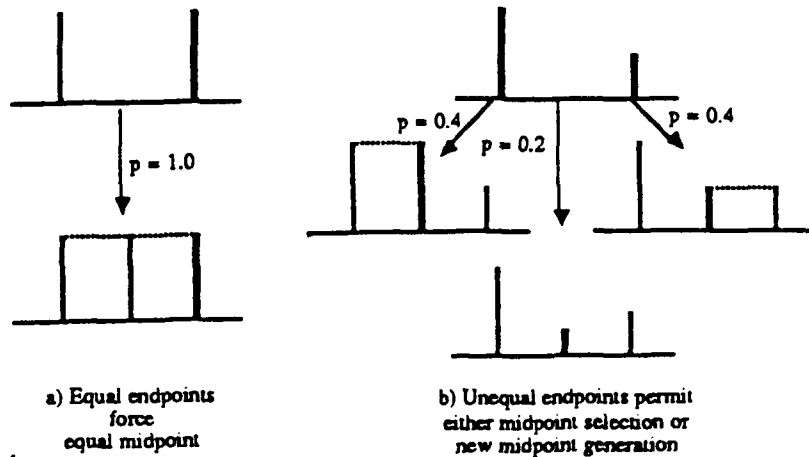 p = 0.4
p = 0.4
p = 0.2
p = 1.0
a) Equal endpoints
force
equal midpoint
b) Unequal endpoints permit
either midpoint selection or
new midpoint generation